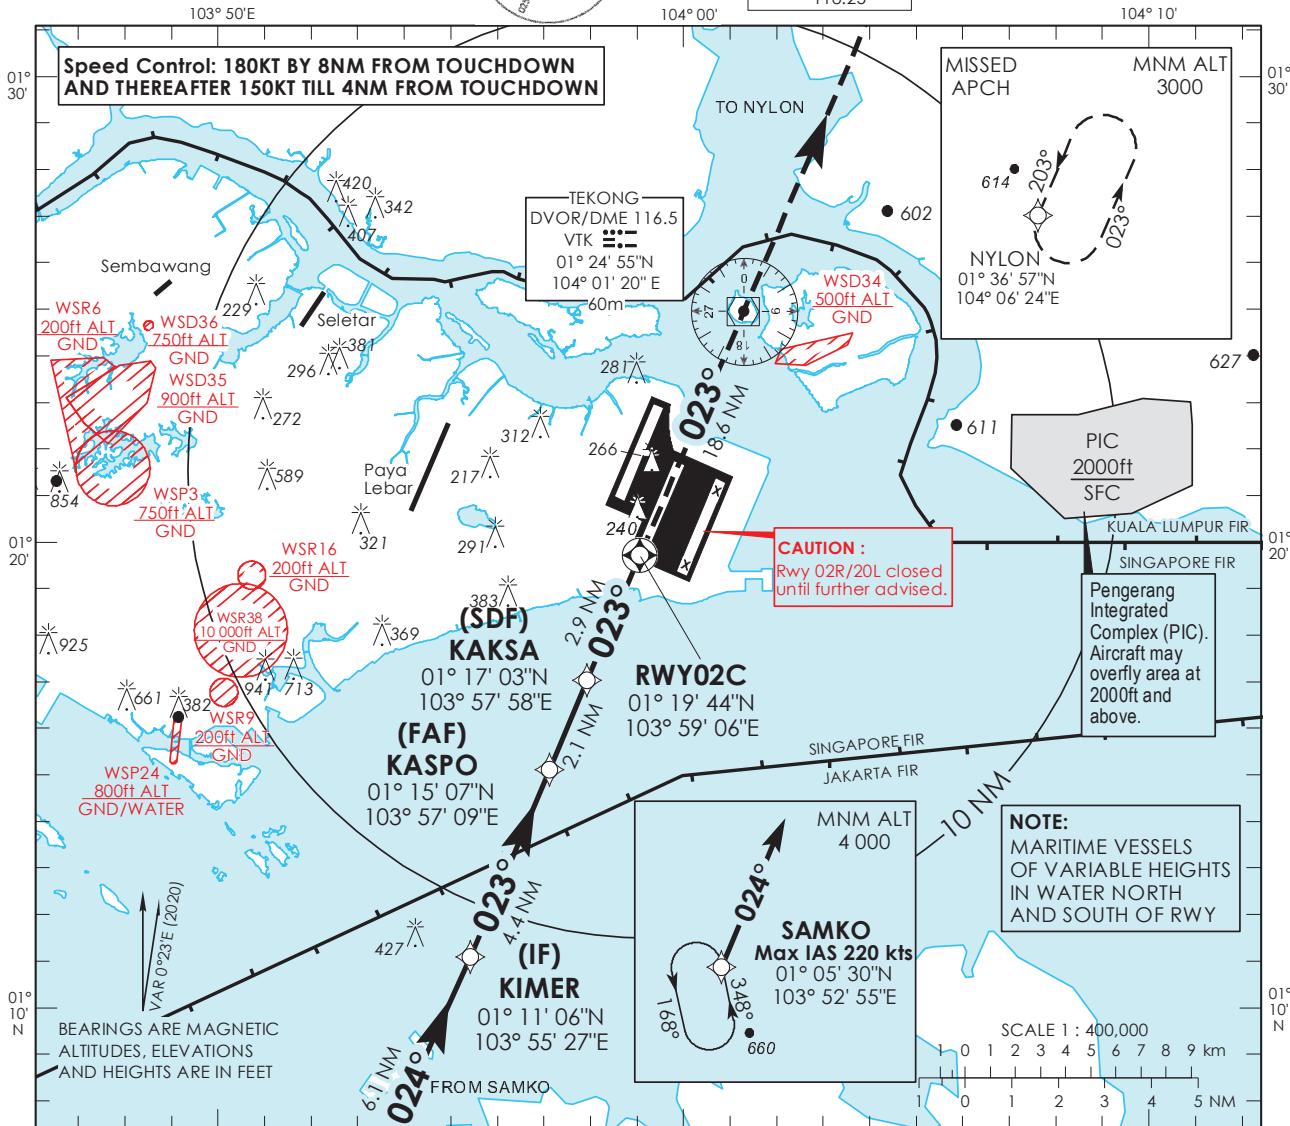 103° 50'E
104° 00'
104° 10'
Speed Control: 180KT BY 8NM FROM TOUCHDOWN
AND THEREAFTER 150KT TILL 4NM FROM TOUCHDOWN
01°
30'
01°
30'
TO NYLON
MISSED
APCH
MNM ALT
3000
614
203°
023°
NYLON
01° 36' 57"N
104° 06' 24"E
420
407
342
TEKONG
DVOR/DME 116.5
VTK
01° 24' 55"N
104° 01' 20" E
60m
602
Sembawang
229
Seletar
WSR6
200ft ALT
GND
WSD36
750ft ALT
GND
WSD35
900ft ALT
GND
296
381
272
281
0
9
18
27
WSD34
500ft ALT
GND
627
023°
18.6 NM
312
266
217
611
PIC
2000ft
SFC
854
WSP3
750ft ALT
GND
589
Paya
Lebar
321
291
240
X
X
KUALA LUMPUR FIR
SINGAPORE FIR
01°
20'
01°
20'
CAUTION :
Rwy 02R/20L closed
until further advised.
WSR16
200ft ALT
GND
WSR38
10 000ft ALT
GND
925
369
383
941
713
661
382
WSR9
200ft ALT
GND
WSP24
800ft ALT
GND/WATER
2.9 NM
023°
(SDF)
KAKSA
01° 17' 03"N
103° 57' 58"E
RWY02C
01° 19' 44"N
103° 59' 06"E
Pengerang
Integrated
Complex (PIC).
Aircraft may
overfly area at
2000ft and
above.
(FAF)
KASPO
01° 15' 07"N
103° 57' 09"E
2.1 NM
SINGAPORE FIR
JAKARTA FIR
10 NM
MNM ALT
4 000
024°
SAMKO
Max IAS 220 kts
01° 05' 30"N
103° 52' 55"E
348°
168°
660
NOTE:
MARITIME VESSELS
OF VARIABLE HEIGHTS
IN WATER NORTH
AND SOUTH OF RWY
VAR 0°23'E (2020)
023°
4.4 NM
427
(IF)
KIMER
01° 11' 06"N
103° 55' 27"E
01°
10'
N
01°
10'
N
BEARINGS ARE MAGNETIC
ALTITUDES, ELEVATIONS
AND HEIGHTS ARE IN FEET
6.1 NM
024°
FROM SAMKO
SCALE 1 : 400,000
1 0 1 2 3 4 5 6 7 8 9 km
1 0 1 2 3 4 5 NM